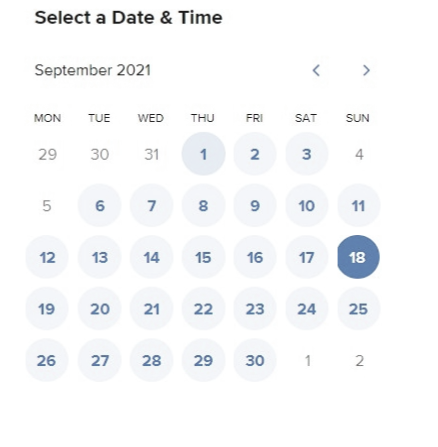 Select a Date & Time
September 2021
MON TUE WED THU FRI SAT SUN
29 30 31 1 2 3 4
5 6 7 8 9 10 11
12 13 14 15 16 17 18
19 20 21 22 23 24 25
26 27 28 29 30 1 2